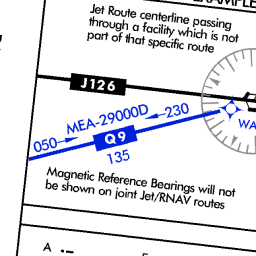 EXAMPLE
Jet Route centerline passing
through a facility which is not
part of that specific route
J126
MEA-29000D
230
050
Q9
WA
135
Magnetic Reference Bearings will not
be shown on joint Jet/RNAV routes
A